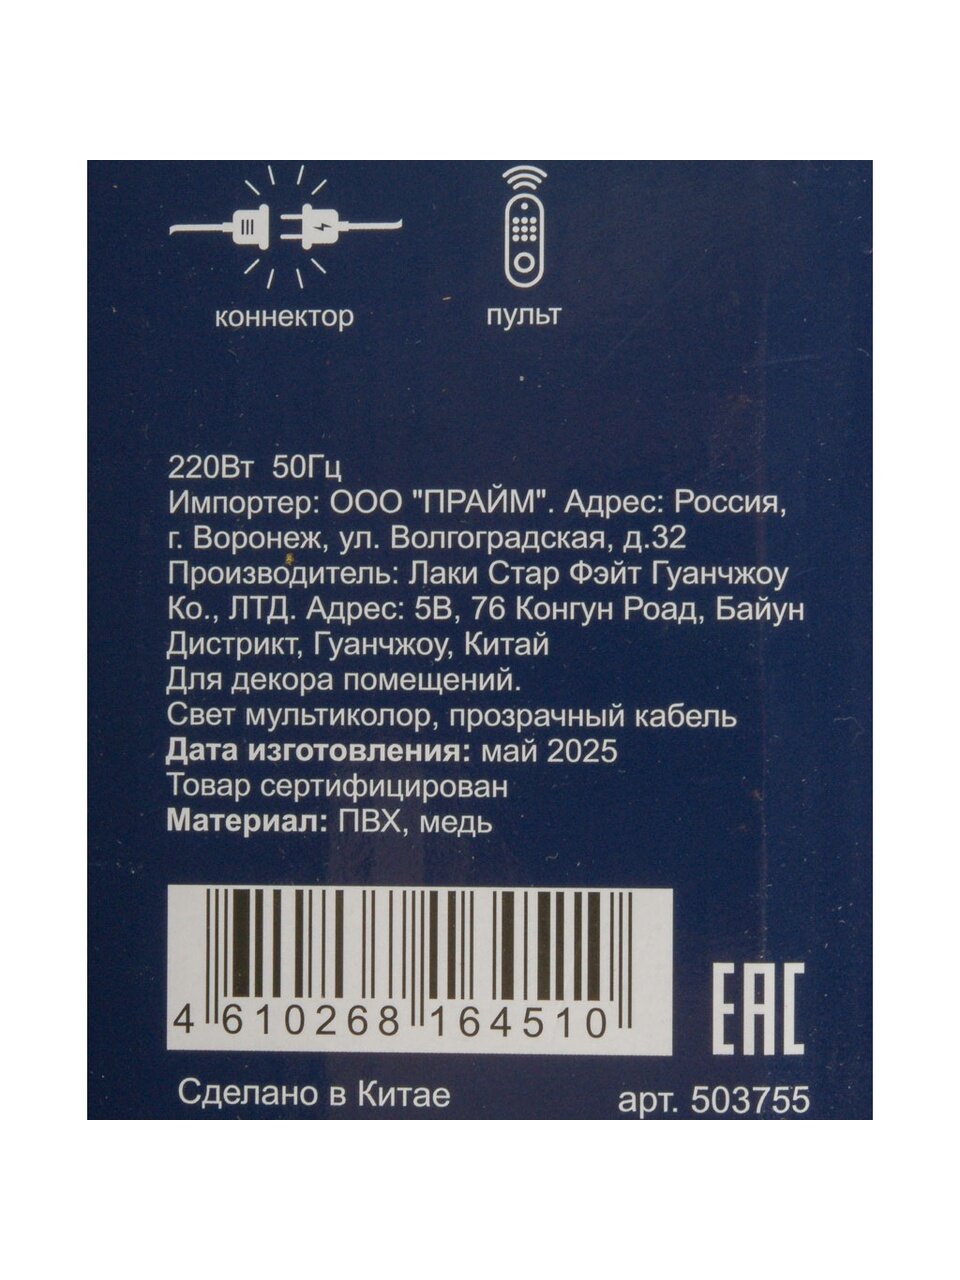 коннектор пульт
220Вт 50Гц
Импортер: ООО "ПРАЙМ". Адрес: Россия,
г. Воронеж, ул. Волгоградская, д.32
Производитель: Лаки Стар Фэйт Гуанчжоу
Ко., ЛТД. Адрес: 5В, 76 Конгун Роад, Байун
Дистрикт, Гуанчжоу, Китай
Для декора помещений.
Свет мультиколор, прозрачный кабель
Дата изготовления: май 2025
Товар сертифицирован
Материал: ПВХ, медь
4 610268 164510
EAC
Сделано в Китае арт. 503755